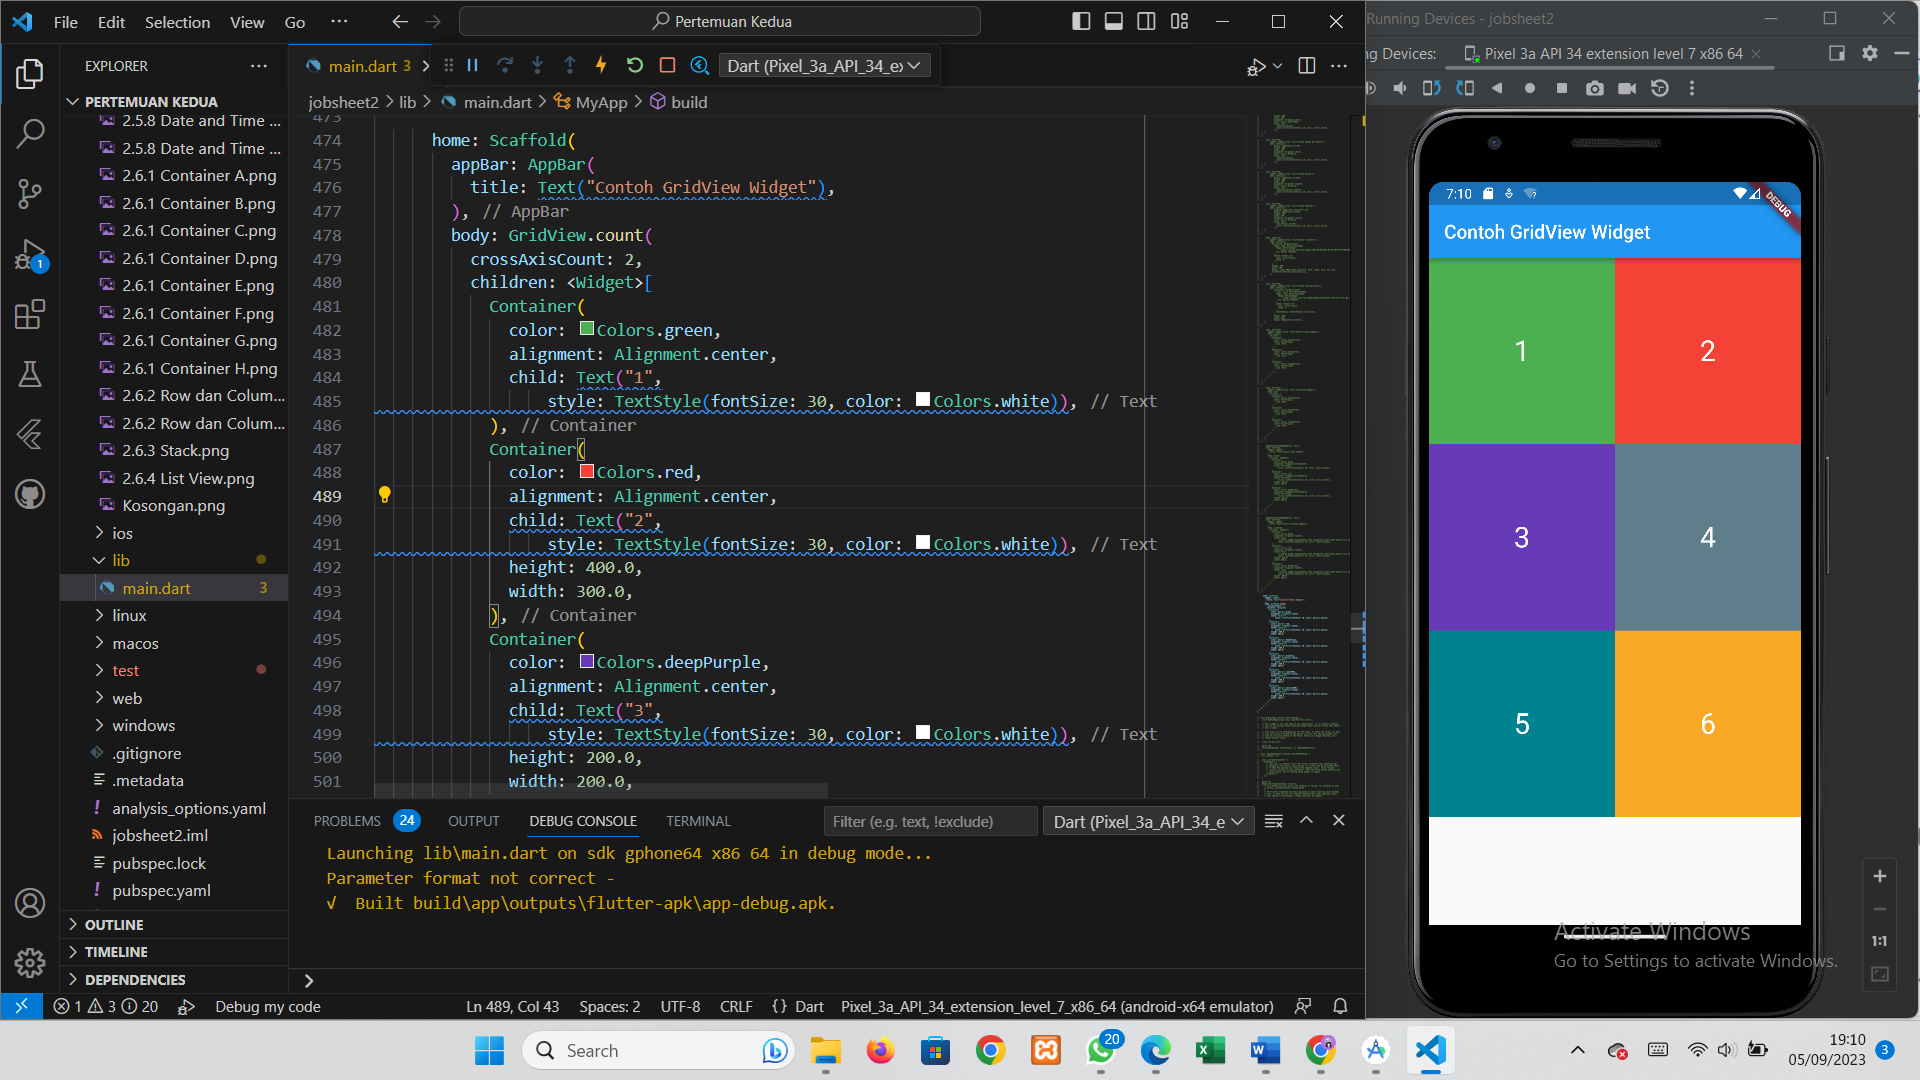 File Edit Selection View Go ··· Pertemuan Kedua
EXPLORER
PERTEMUAN KEDUA
2.5.8 Date and Time ...
2.5.8 Date and Time ...
2.6.1 Container A.png
2.6.1 Container B.png
2.6.1 Container C.png
2.6.1 Container D.png
2.6.1 Container E.png
2.6.1 Container F.png
2.6.1 Container G.png
2.6.1 Container H.png
2.6.2 Row dan Colum...
2.6.2 Row dan Colum...
2.6.3 Stack.png
2.6.4 List View.png
Kosongan.png
ios
lib
main.dart 3
linux
macos
test
web
windows
.gitignore
.metadata
analysis_options.yaml
jobsheet2.iml
pubspec.lock
pubspec.yaml
OUTLINE
TIMELINE
DEPENDENCIES
1
main.dart 3
Dart (Pixel_3a_API_34_e
jobsheet2 > lib > main.dart > MyApp > build
473
474 home: Scaffold(
475 appBar: AppBar(
476 title: Text("Contoh GridView Widget"),
477 ), // AppBar
478 body: GridView.count(
479 crossAxisCount: 2,
480 children: <Widget>[
481 Container(
482 color: Colors.green,
483 alignment: Alignment.center,
484 child: Text("1",
485 style: TextStyle(fontSize: 30, color: Colors.white)), // Text
486 ), // Container
487 Container(
488 color: Colors.red,
489 alignment: Alignment.center,
490 child: Text("2",
491 style: TextStyle(fontSize: 30, color: Colors.white)), // Text
492 height: 400.0,
493 width: 300.0,
494 ), // Container
495 Container(
496 color: Colors.deepPurple,
497 alignment: Alignment.center,
498 child: Text("3",
499 style: TextStyle(fontSize: 30, color: Colors.white)), // Text
500 height: 200.0,
501 width: 200.0,
PROBLEMS 24 OUTPUT DEBUG CONSOLE TERMINAL Filter (e.g. text, !exclude) Dart (Pixel_3a_API_34_e
Launching lib\main.dart on sdk gphone64 x86 64 in debug mode...
Parameter format not correct -
√ Built build\app\outputs\flutter-apk\app-debug.apk.
1 3 20 Debug my code Ln 489, Col 43 Spaces: 2 UTF-8 CRLF {} Dart Pixel_3a_API_34_extension_level_7_x86_64 (android-x64 emulator)
Running Devices - jobsheet2
ng Devices: Pixel 3a API 34 extension level 7 x86 64
7:10
DEBUG
Contoh GridView Widget
1 2
3 4
5 6
1:1
Activate Windows
Go to Settings to activate Windows.
Search
20
19:10
05/09/2023
3